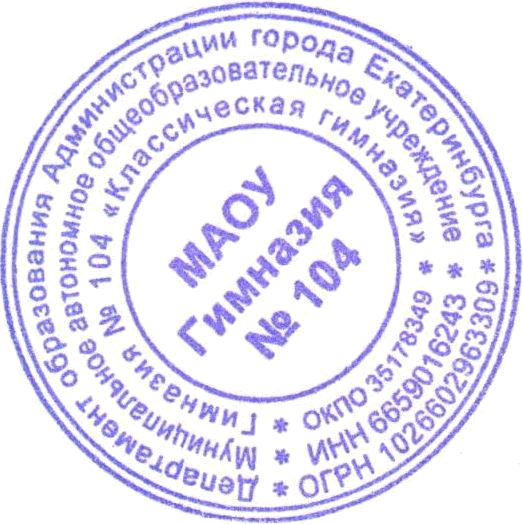 Департамент образования Администрации города Екатеринбурга * ОГРН 1026602963309 *
Муниципальное автономное общеобразовательное учреждение * ИНН 6659016243 *
Гимназия № 104 «Классическая гимназия» * ОКПО 35178349 *
МАОУ
Гимназия
№ 104